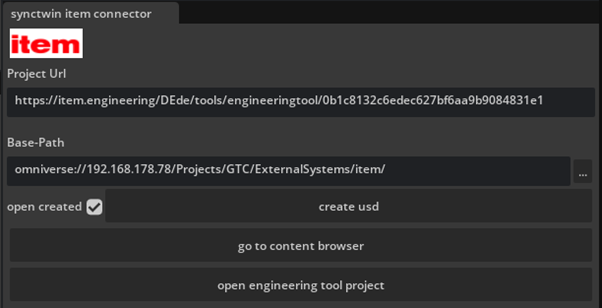 synctwin item connector
item
Project Url
https://item.engineering/DEde/tools/engineeringtool/0b1c8132c6edec627bf6aa9b9084831e1
Base-Path
omniverse://192.168.178.78/Projects/GTC/ExternalSystems/item/
...
open created
create usd
go to content browser
open engineering tool project